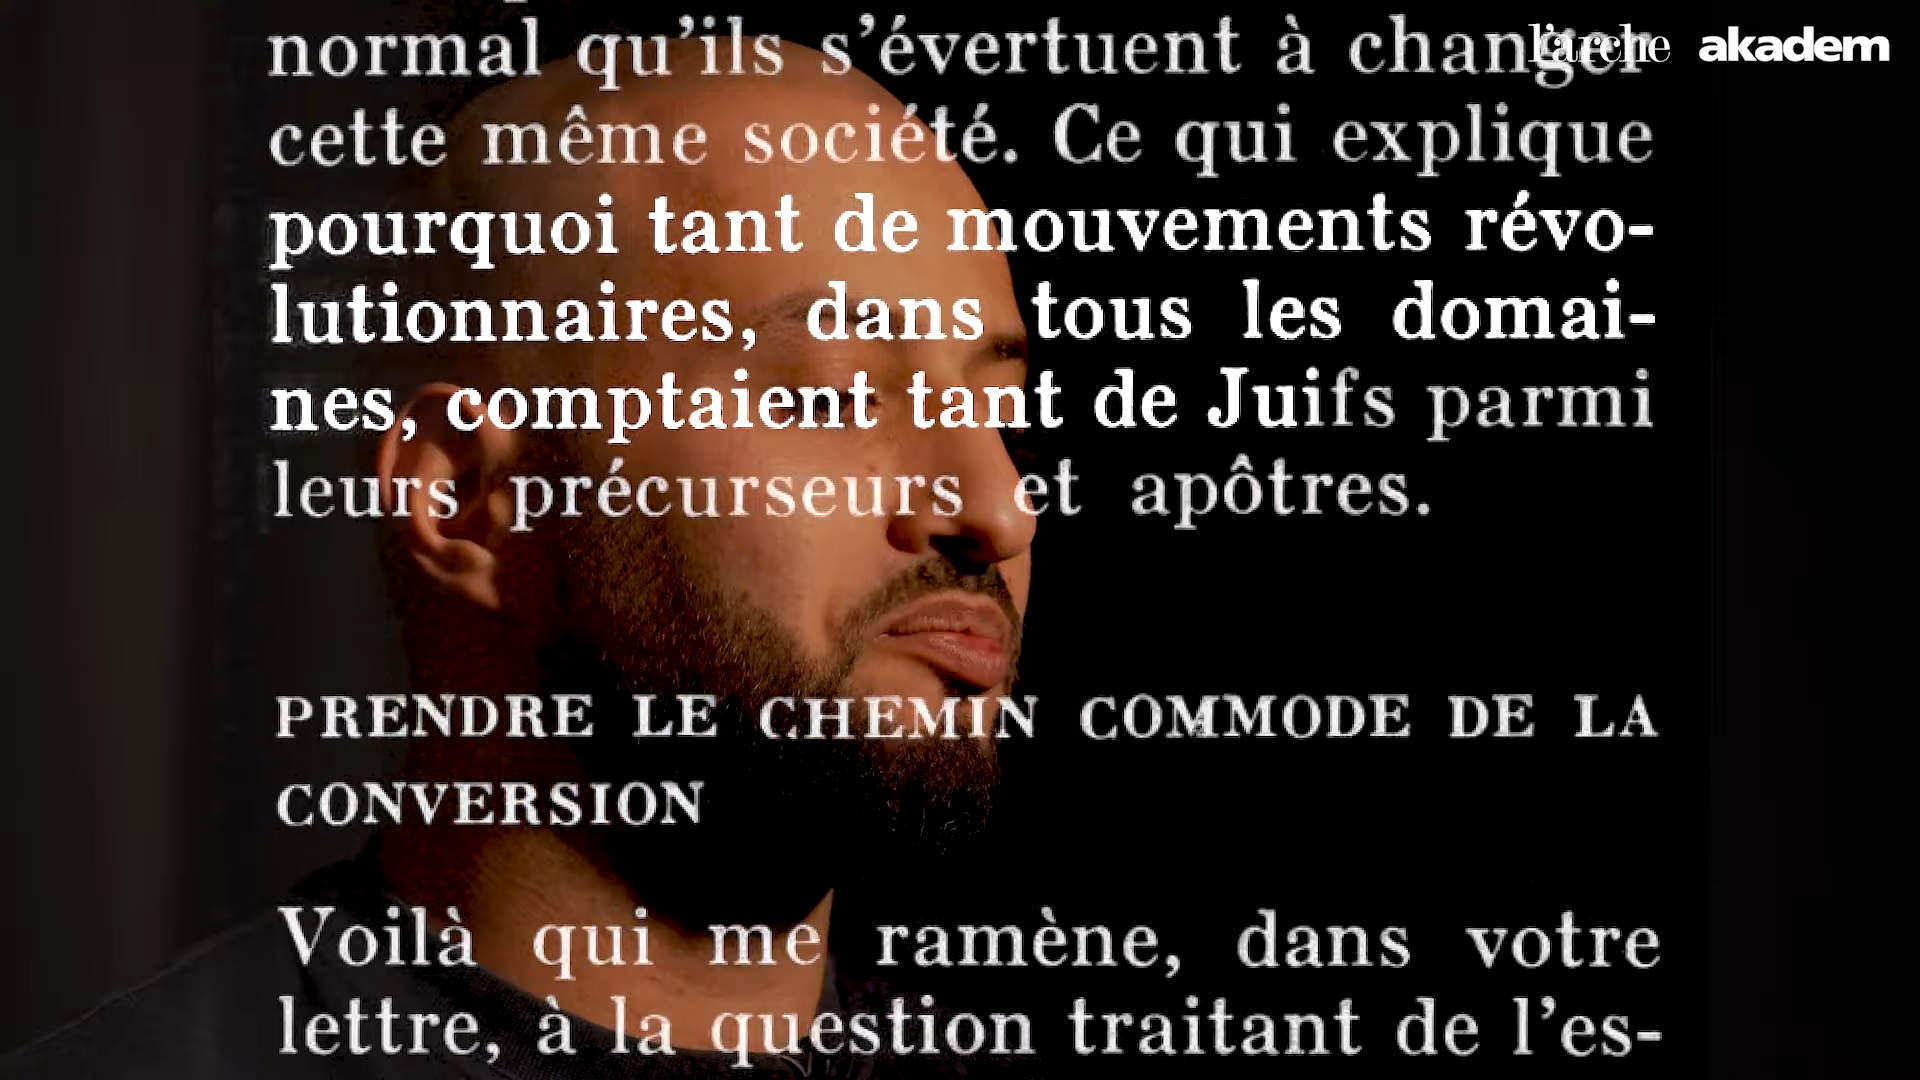 normal qu'ils s'évertuent à changer
l'arche akadem
cette même société. Ce qui explique
pourquoi tant de mouvements révo-
lutionnaires, dans tous les domai-
nes, comptaient tant de Juifs parmi
leurs précurseurs et apôtres.
PRENDRE LE CHEMIN COMMODE DE LA
CONVERSION
Voilà qui me ramène, dans votre
lettre, à la question traitant de l'es-